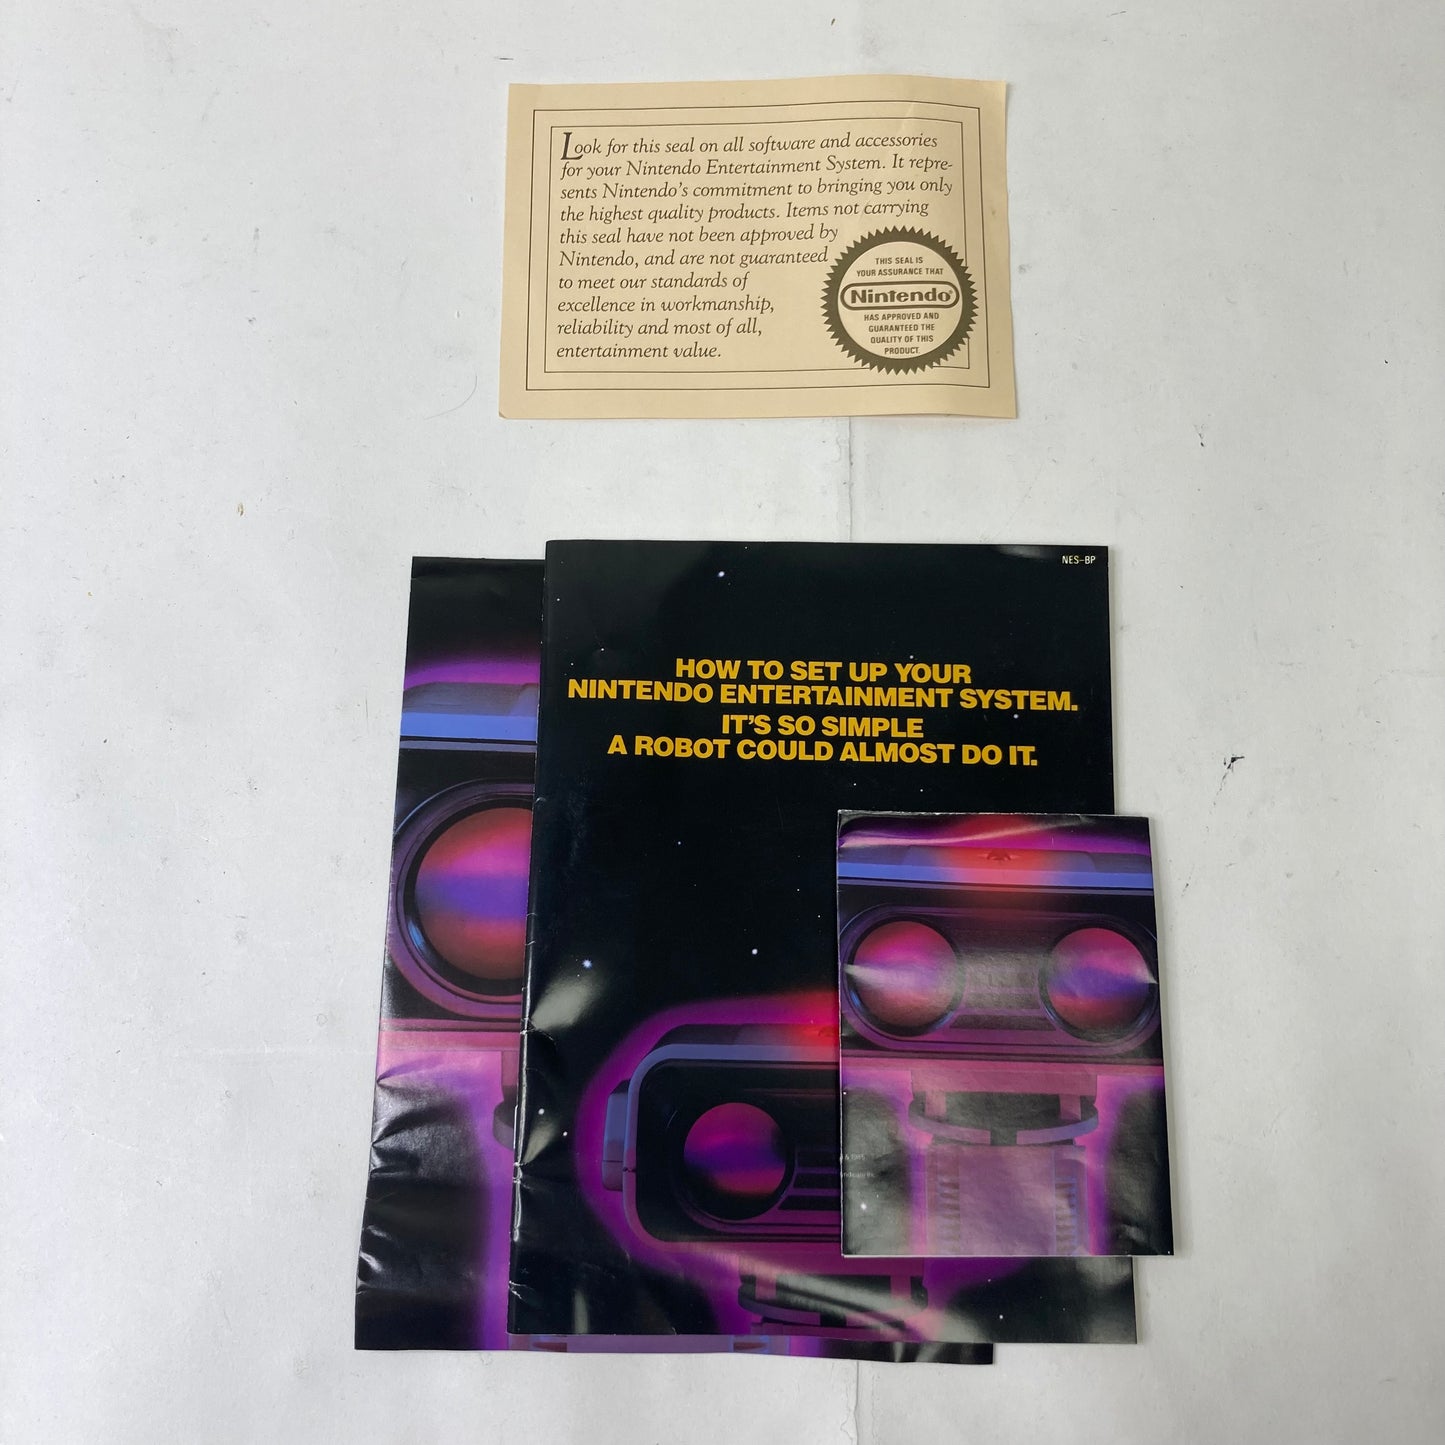 Look for this seal on all software and accessories
for your Nintendo Entertainment System. It repre-
sents Nintendo's commitment to bringing you only
the highest quality products. Items not carrying
this seal have not been approved by
Nintendo, and are not guaranteed
to meet our standards of
excellence in workmanship,
reliability and most of all,
entertainment value.
THIS SEAL IS
YOUR ASSURANCE THAT
Nintendo®
HAS APPROVED AND
GUARANTEED THE
QUALITY OF THIS
PRODUCT.
NES-BP
HOW TO SET UP YOUR
NINTENDO ENTERTAINMENT SYSTEM.
IT'S SO SIMPLE
A ROBOT COULD ALMOST DO IT.